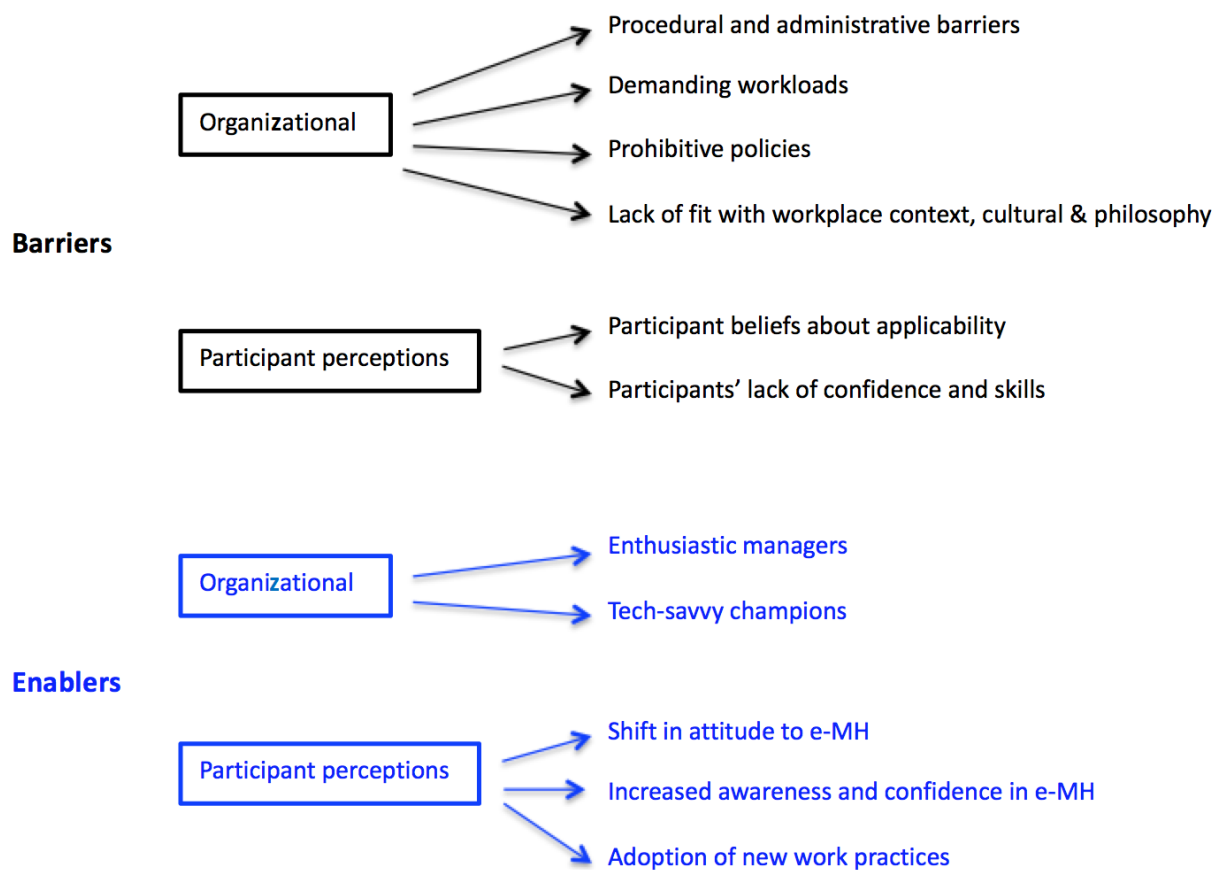 Procedural and administrative barriers
Organizational
Demanding workloads
Prohibitive policies
Lack of fit with workplace context, cultural & philosophy
Barriers
Participant perceptions
Participant beliefs about applicability
Participants’ lack of confidence and skills
Organizational
Enthusiastic managers
Tech-savvy champions
Enablers
Participant perceptions
Shift in attitude to e-MH
Increased awareness and confidence in e-MH
Adoption of new work practices